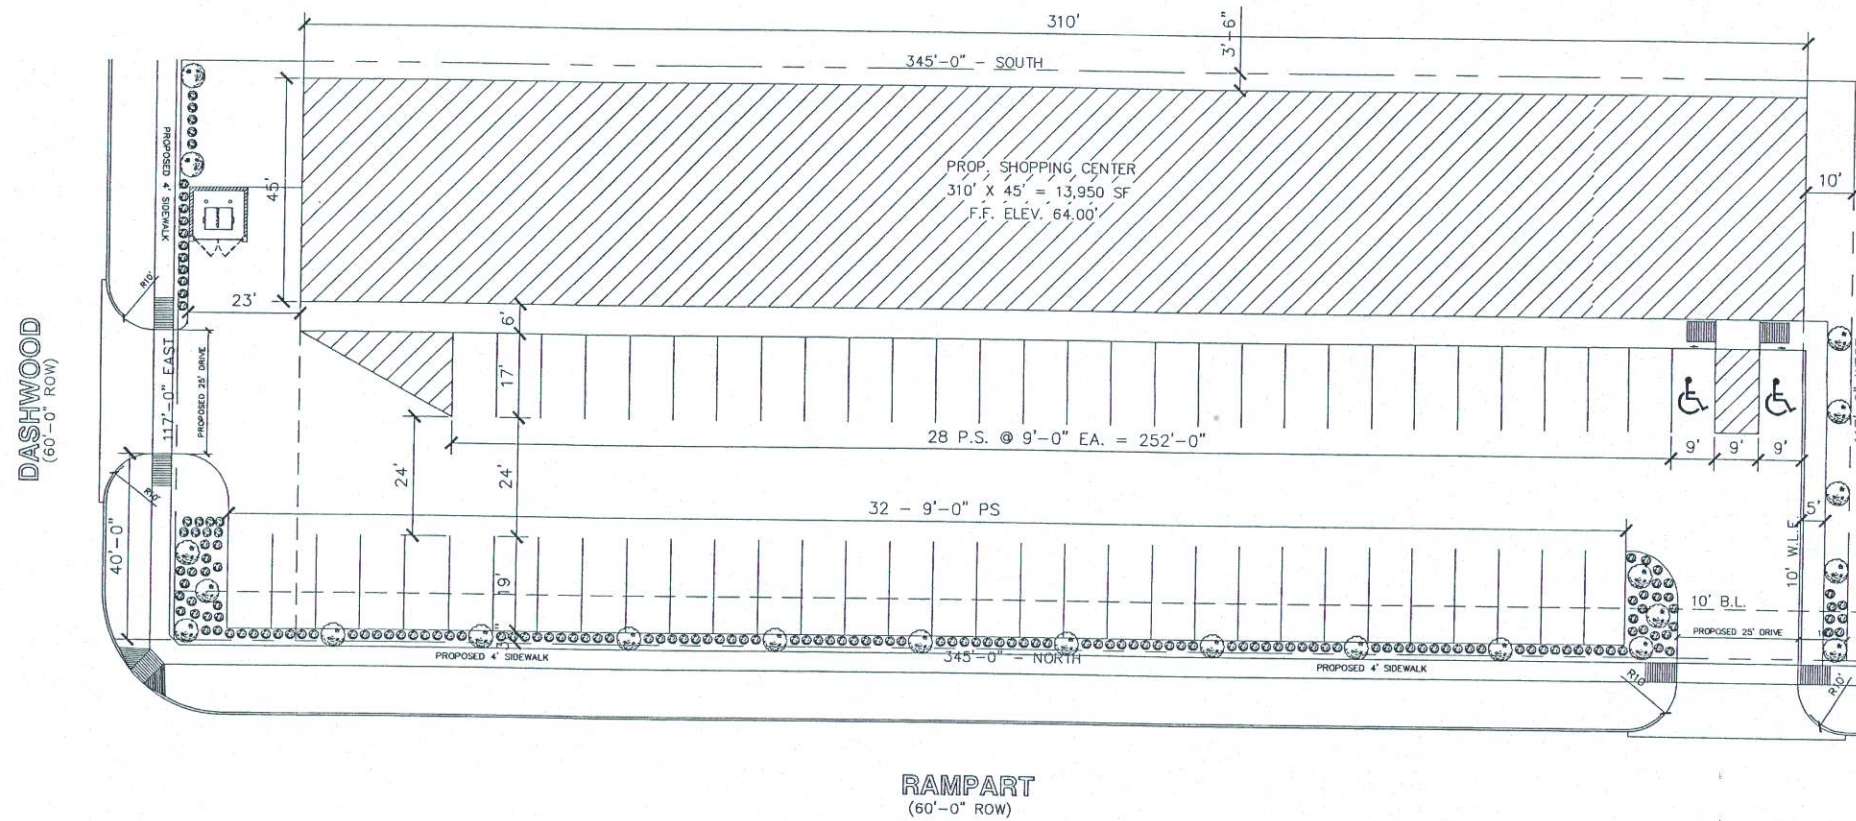 310'
3'-6"
345'-0" - SOUTH
PROPOSED 4' SIDEWALK
45'
PROP. SHOPPING CENTER
310' X 45' = 13,950 SF
F.F. ELEV. 64.00'
10'
R10'
23'
6'
DASHWOOD
(60'-0" ROW)
117'-0" EAST
PROPOSED 25' DRIVE
17'
28 P.S. @ 9'-0" EA. = 252'-0"
9'
9'
9'
24'
24'
R10'
32 - 9'-0" PS
5'
40'-0"
19'
10' W.L.E.
10' B.L.
PROPOSED 25' DRIVE
PROPOSED 4' SIDEWALK
345'-0" - NORTH
PROPOSED 4' SIDEWALK
R10'
R10'
RAMPART
(60'-0" ROW)